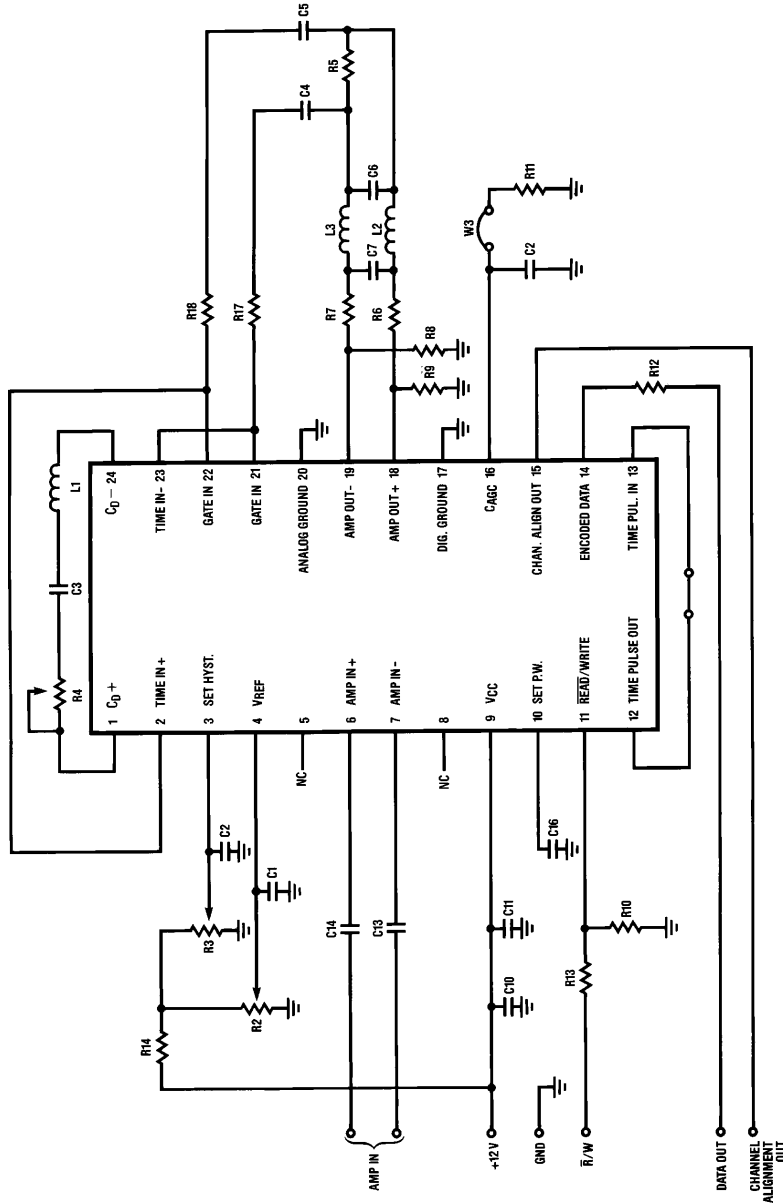 C5
R5
C4
R18
R17
L3
C6
L2
C7
R7
R6
R8
R9
W3
R11
C2
R12
L1
C3
R4
1 CD+
2 TIME IN+
3 SET HYST.
4 VREF
5
NC
6 AMP IN+
7 AMP IN-
8
NC
9 VCC
10 SET P.W.
11 READ/WRITE
12 TIME PULSE OUT
CD- 24
TIME IN- 23
GATE IN 22
GATE IN 21
ANALOG GROUND 20
AMP OUT- 19
AMP OUT+ 18
DIG. GROUND 17
CAGC 16
CHAN. ALIGN OUT 15
ENCODED DATA 14
TIME PUL. IN 13
C2
R3
C1
R2
R14
C14
C13
C11
C10
C16
R10
R13
AMP IN
+12V
GND
R/W
DATA OUT
CHANNEL
ALIGNMENT
OUT